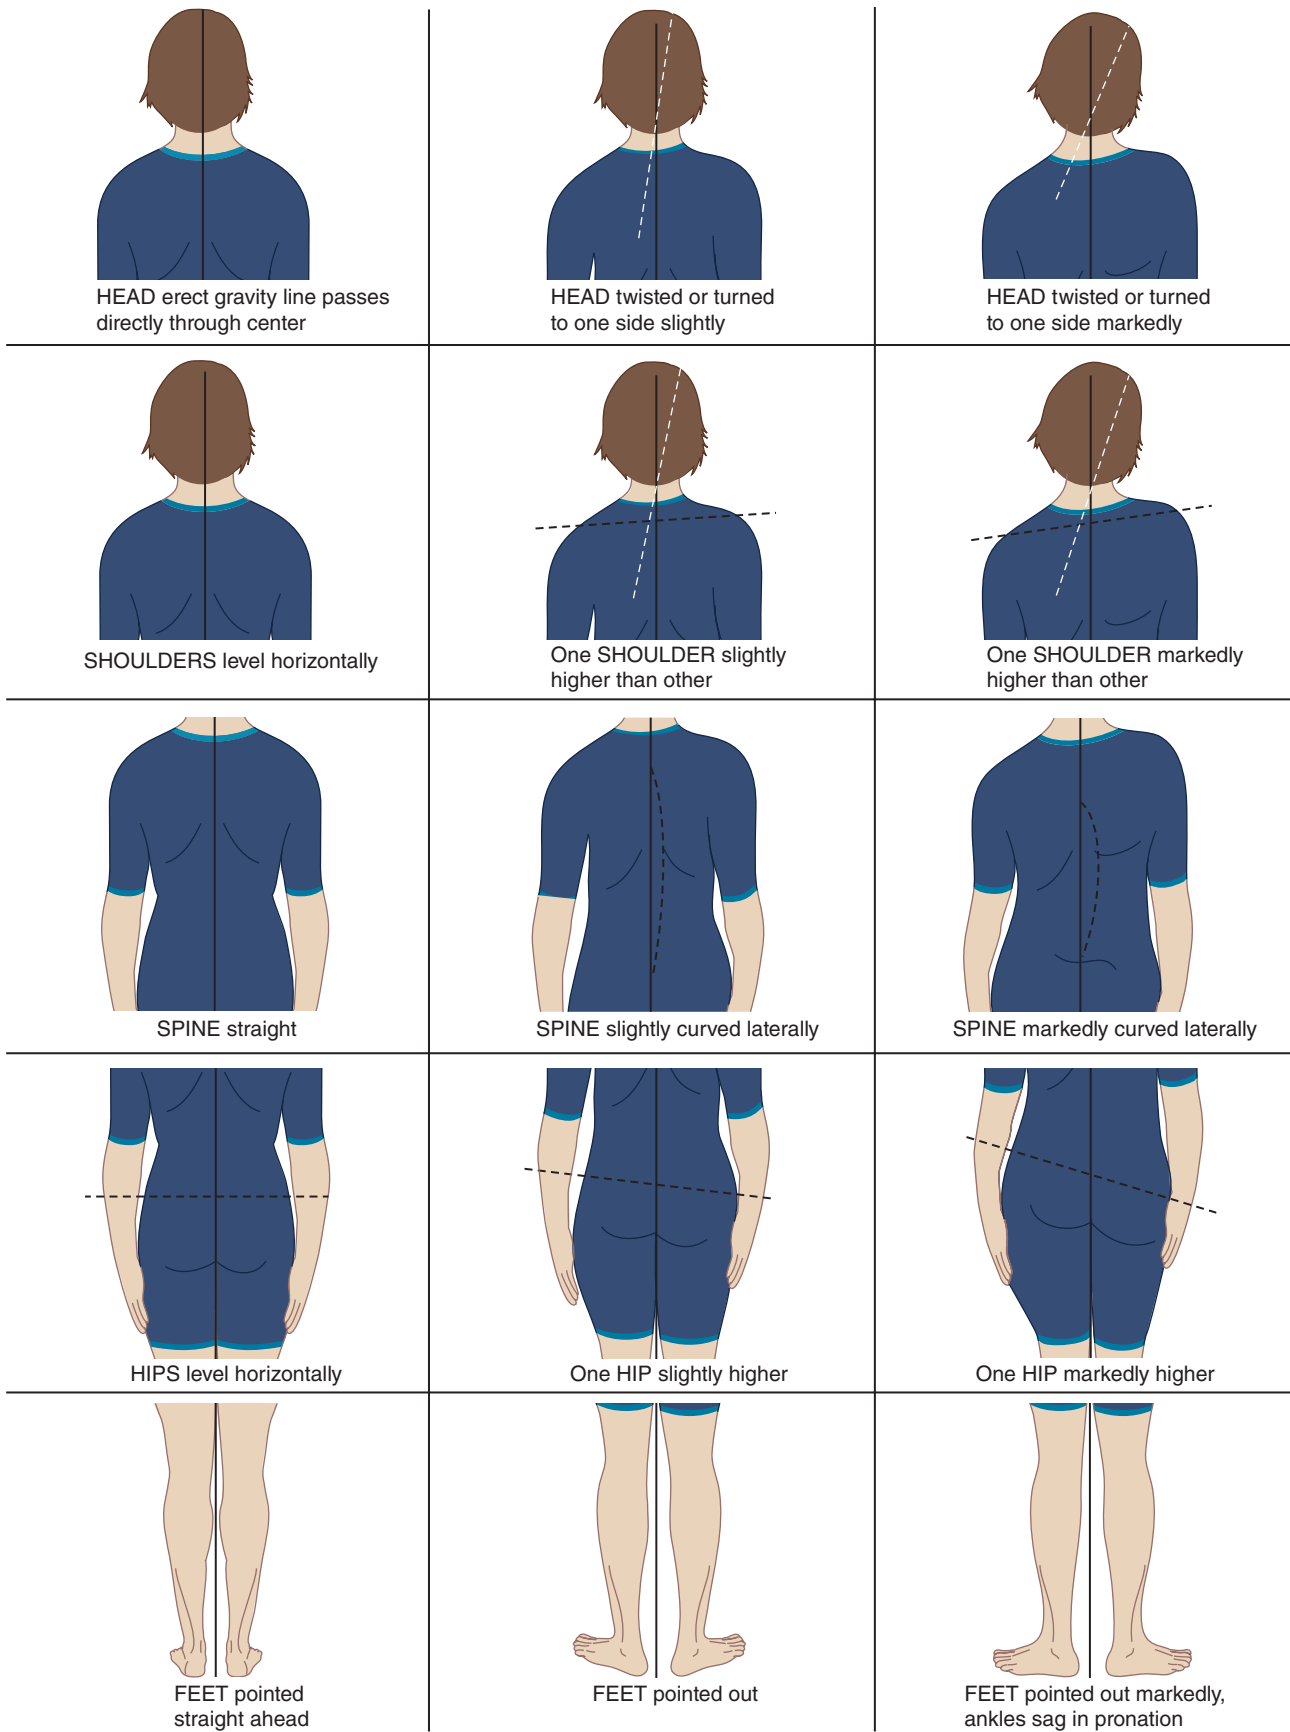 HEAD erect gravity line passes
directly through center
HEAD twisted or turned
to one side slightly
HEAD twisted or turned
to one side markedly
SHOULDERS level horizontally
One SHOULDER slightly
higher than other
One SHOULDER markedly
higher than other
SPINE straight
SPINE slightly curved laterally
SPINE markedly curved laterally
HIPS level horizontally
One HIP slightly higher
One HIP markedly higher
FEET pointed
straight ahead
FEET pointed out
FEET pointed out markedly,
ankles sag in pronation